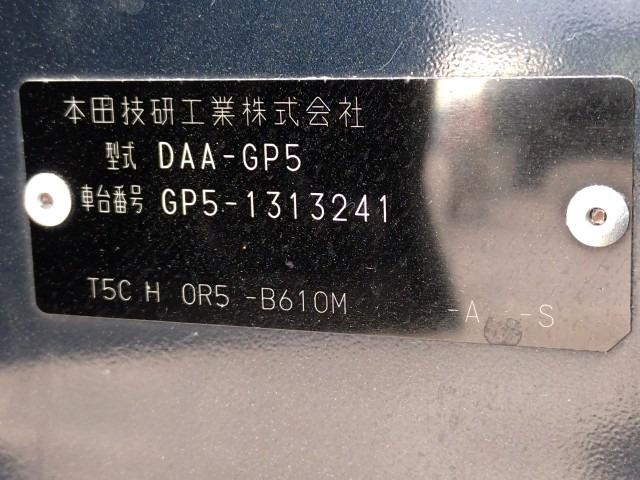 本田技研工業株式会社
型式 DAA-GP5
車台番号 GP5-1313241
T5C H 0R5 -B610M -A -S